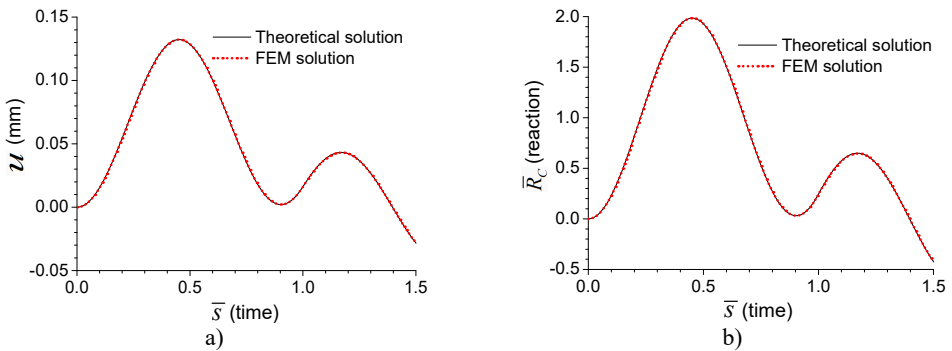 0.15
0.10
0.05
0.00
-0.05
u (mm)
Theoretical solution
FEM solution
0.0
0.5
1.0
1.5
s̅ (time)
a)
2.0
1.5
1.0
0.5
0.0
-0.5
R̅_C (reaction)
Theoretical solution
FEM solution
0.0
0.5
1.0
1.5
s̅ (time)
b)